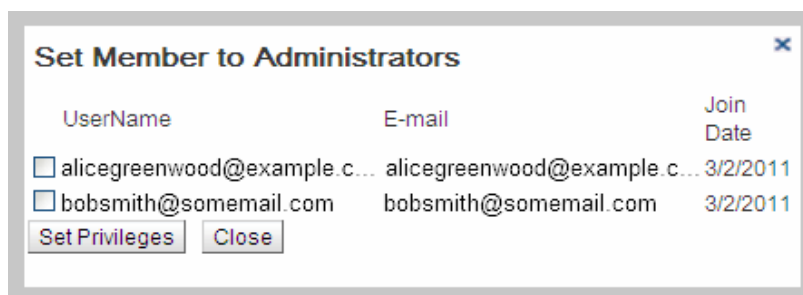 Set Member to Administrators
UserName E-mail Join Date
alicegreenwood@example.c... alicegreenwood@example.c... 3/2/2011
bobsmith@somemail.com bobsmith@somemail.com 3/2/2011
Set Privileges Close